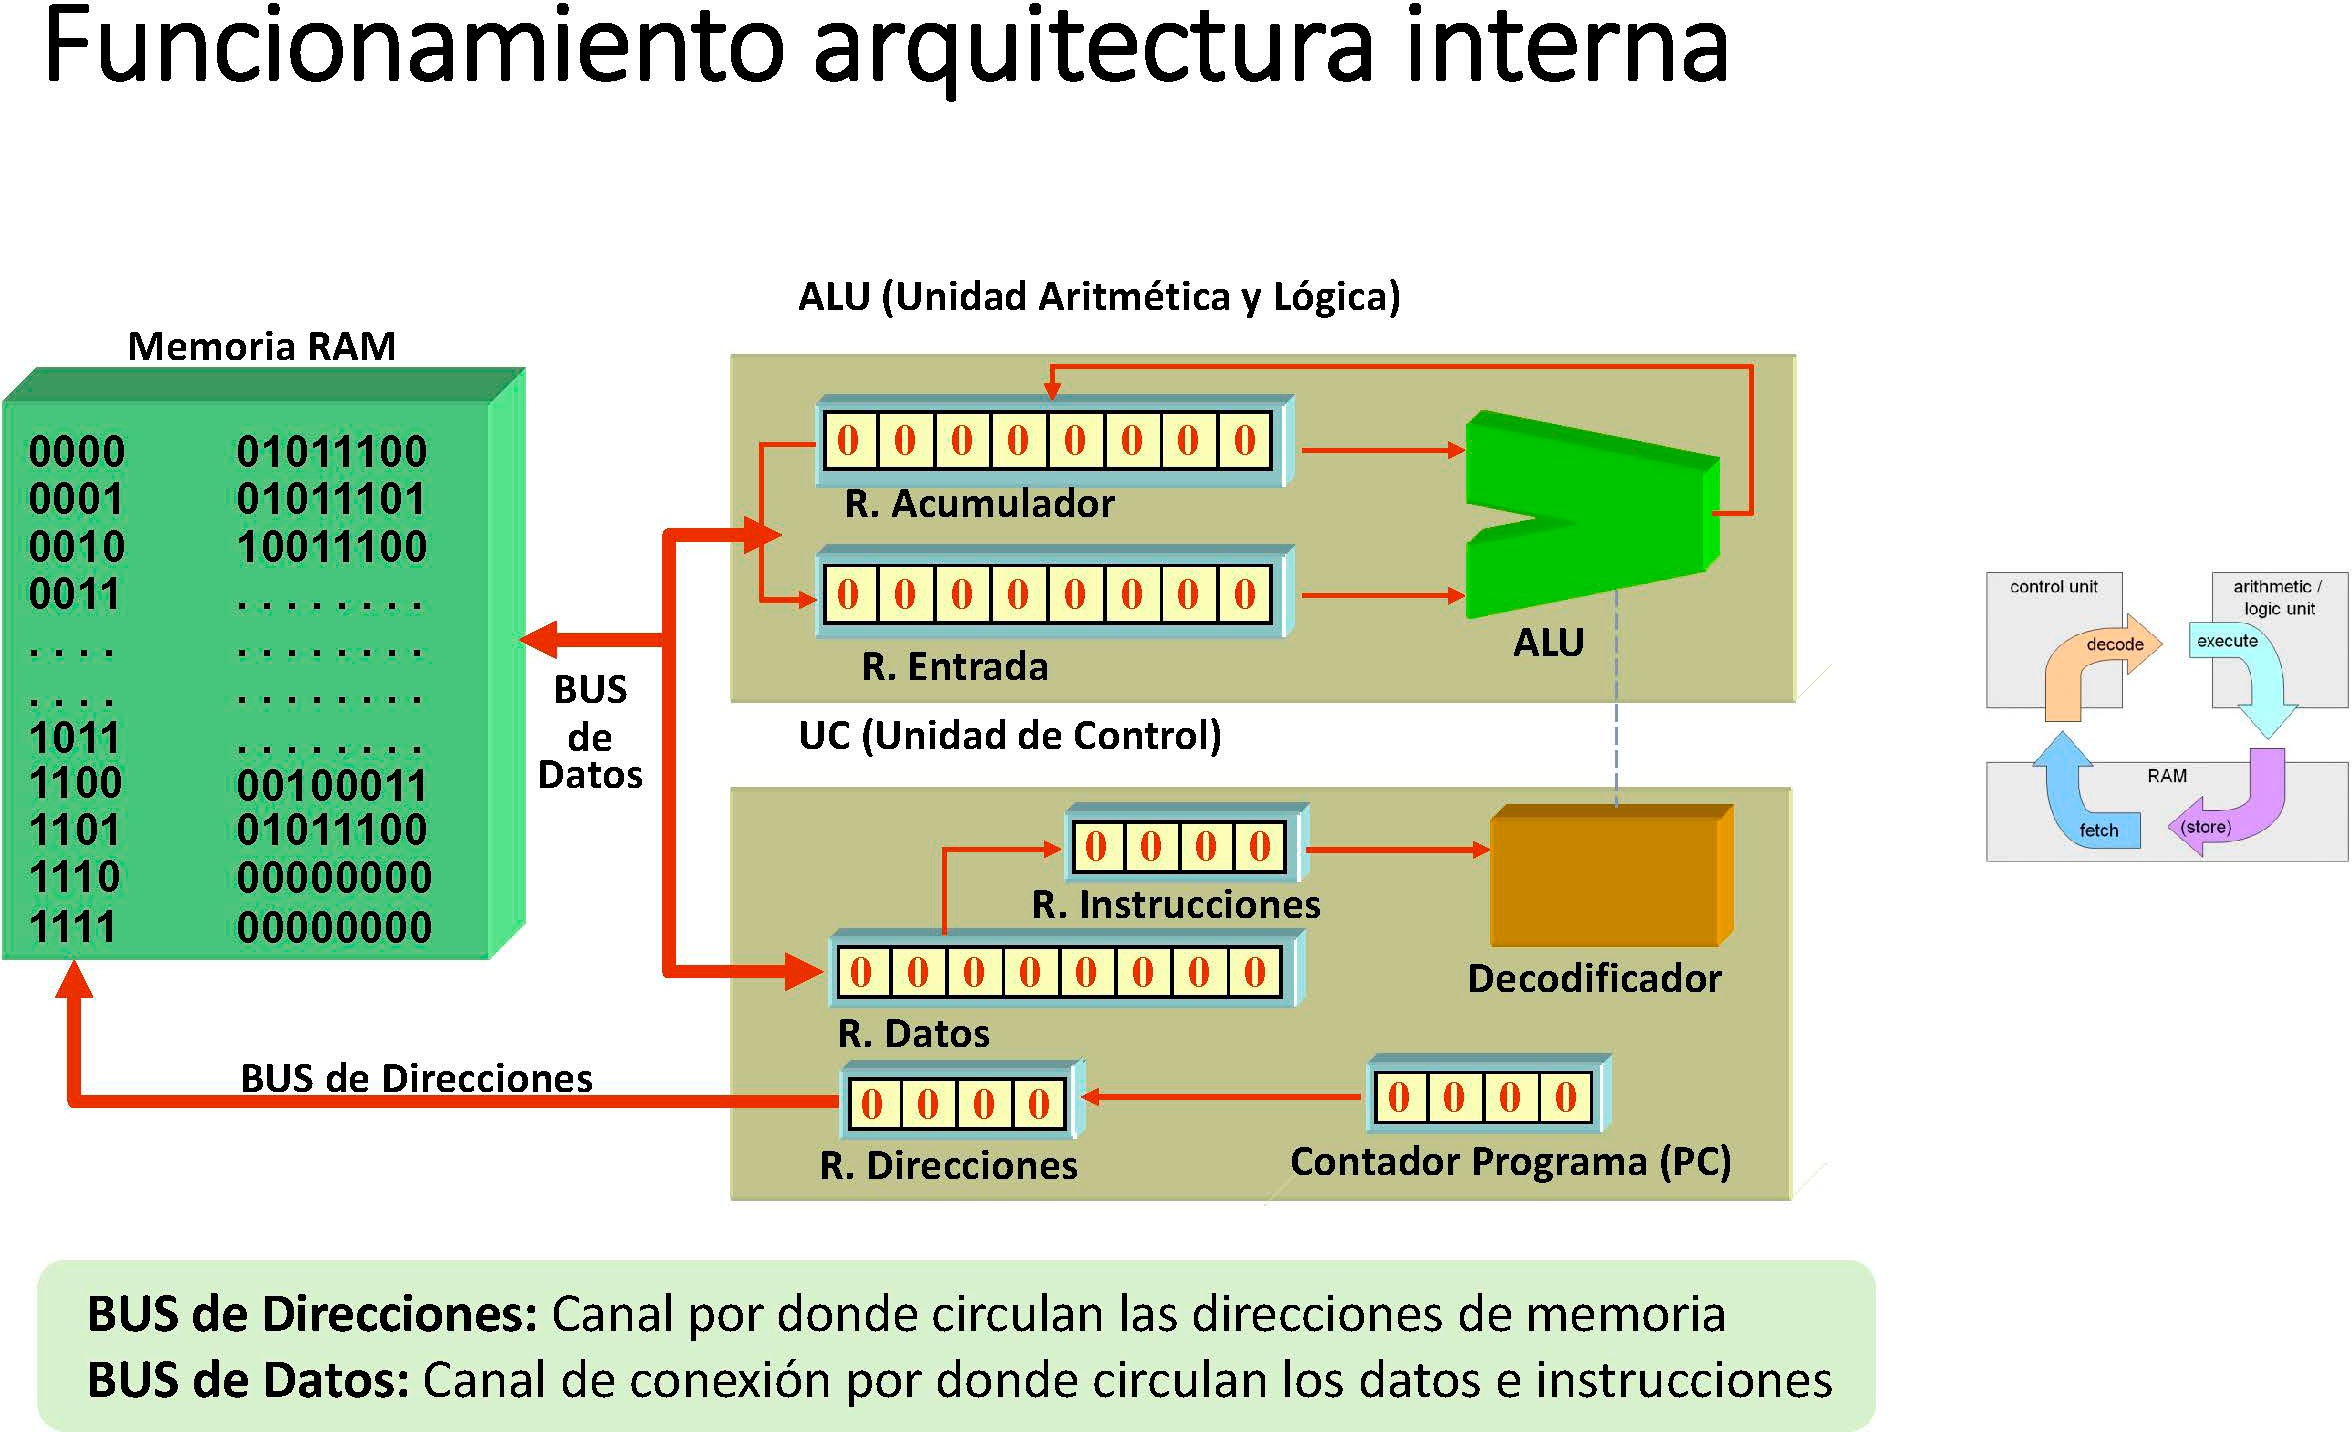 Funcionamiento arquitectura interna
ALU (Unidad Aritmética y Lógica)
Memoria RAM
0000 01011100
0001 01011101
0010 10011100
0011 . . . . . . . .
. . . . . . . . . . . .
. . . . . . . . . . . .
1011 . . . . . . . .
1100 00100011
1101 01011100
1110 00000000
1111 00000000
BUS
de
Datos
BUS de Direcciones
0 0 0 0 0 0 0 0
R. Acumulador
0 0 0 0 0 0 0 0
R. Entrada
ALU
UC (Unidad de Control)
0 0 0 0
R. Instrucciones
0 0 0 0 0 0 0 0
R. Datos
Decodificador
0 0 0 0
R. Direcciones
0 0 0 0
Contador Programa (PC)
control unit
arithmetic /
logic unit
decode
execute
RAM
fetch
(store)
BUS de Direcciones: Canal por donde circulan las direcciones de memoria
BUS de Datos: Canal de conexión por donde circulan los datos e instrucciones